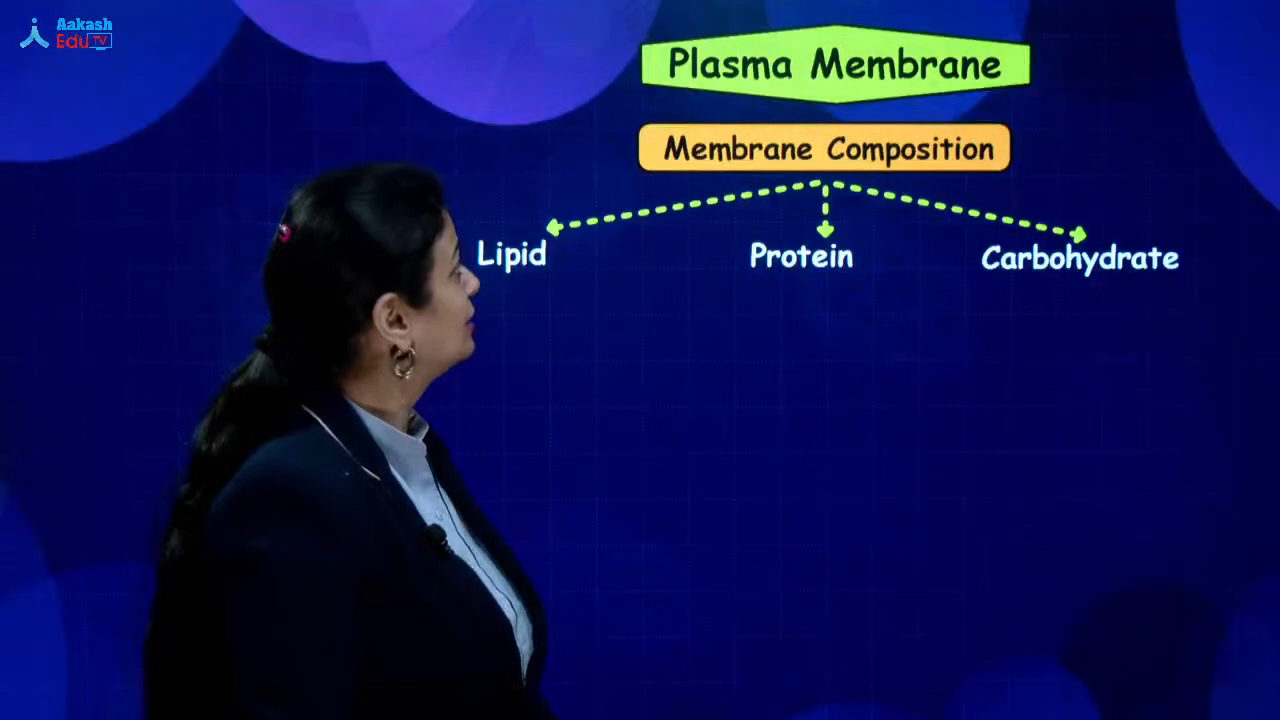 Aakash
EduTV
Plasma Membrane
Membrane Composition
Lipid
Protein
Carbohydrate